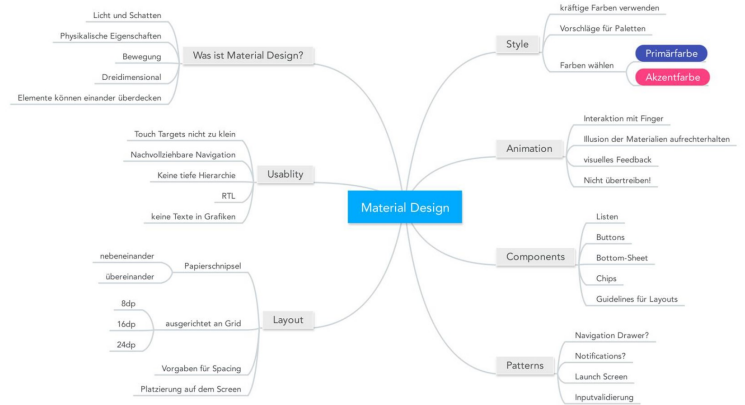 Material Design
Was ist Material Design?
Licht und Schatten
Physikalische Eigenschaften
Bewegung
Dreidimensional
Elemente können einander überdecken
Usablity
Touch Targets nicht zu klein
Nachvollziehbare Navigation
Keine tiefe Hierarchie
RTL
keine Texte in Grafiken
Layout
Papierschnipsel
nebeneinander
übereinander
ausgerichtet an Grid
8dp
16dp
24dp
Vorgaben für Spacing
Platzierung auf dem Screen
Style
kräftige Farben verwenden
Vorschläge für Paletten
Farben wählen
Primärfarbe
Akzentfarbe
Animation
Interaktion mit Finger
Illusion der Materialien aufrechterhalten
visuelles Feedback
Nicht übertreiben!
Components
Listen
Buttons
Bottom-Sheet
Chips
Guidelines für Layouts
Patterns
Navigation Drawer?
Notifications?
Launch Screen
Inputvalidierung